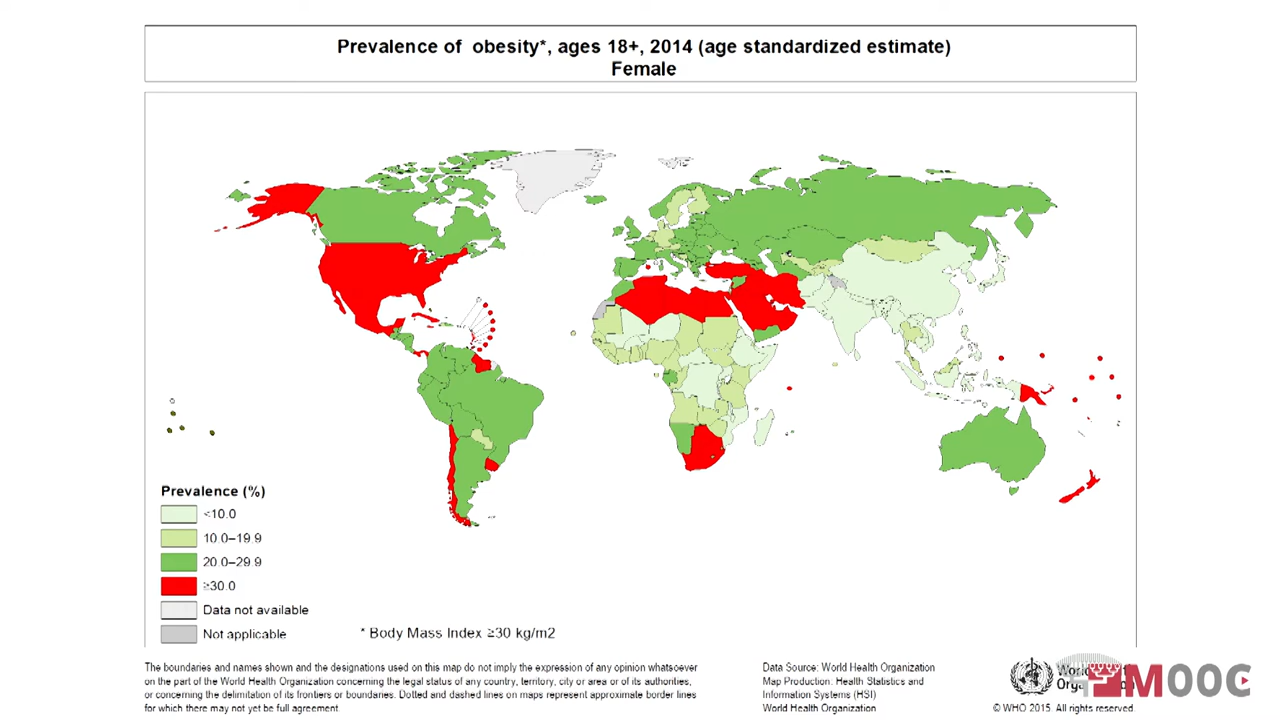 Prevalence of obesity*, ages 18+, 2014 (age standardized estimate)
Female
Prevalence (%)
<10.0
10.0–19.9
20.0–29.9
≥30.0
Data not available
Not applicable
* Body Mass Index ≥30 kg/m2
The boundaries and names shown and the designations used on this map do not imply the expression of any opinion whatsoever
on the part of the World Health Organization concerning the legal status of any country, territory, city or area or of its authorities,
or concerning the delimitation of its frontiers or boundaries. Dotted and dashed lines on maps represent approximate border lines
for which there may not yet be full agreement.
Data Source: World Health Organization
Map Production: Health Statistics and
Information Systems (HSI)
World Health Organization
MOOC
© WHO 2015. All rights reserved.